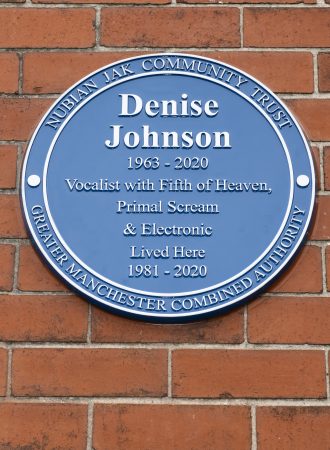 NUBIAN JAK COMMUNITY TRUST
Denise
Johnson
1963 - 2020
Vocalist with Fifth of Heaven,
Primal Scream
& Electronic
Lived Here
1981 - 2020
GREATER MANCHESTER COMBINED AUTHORITY